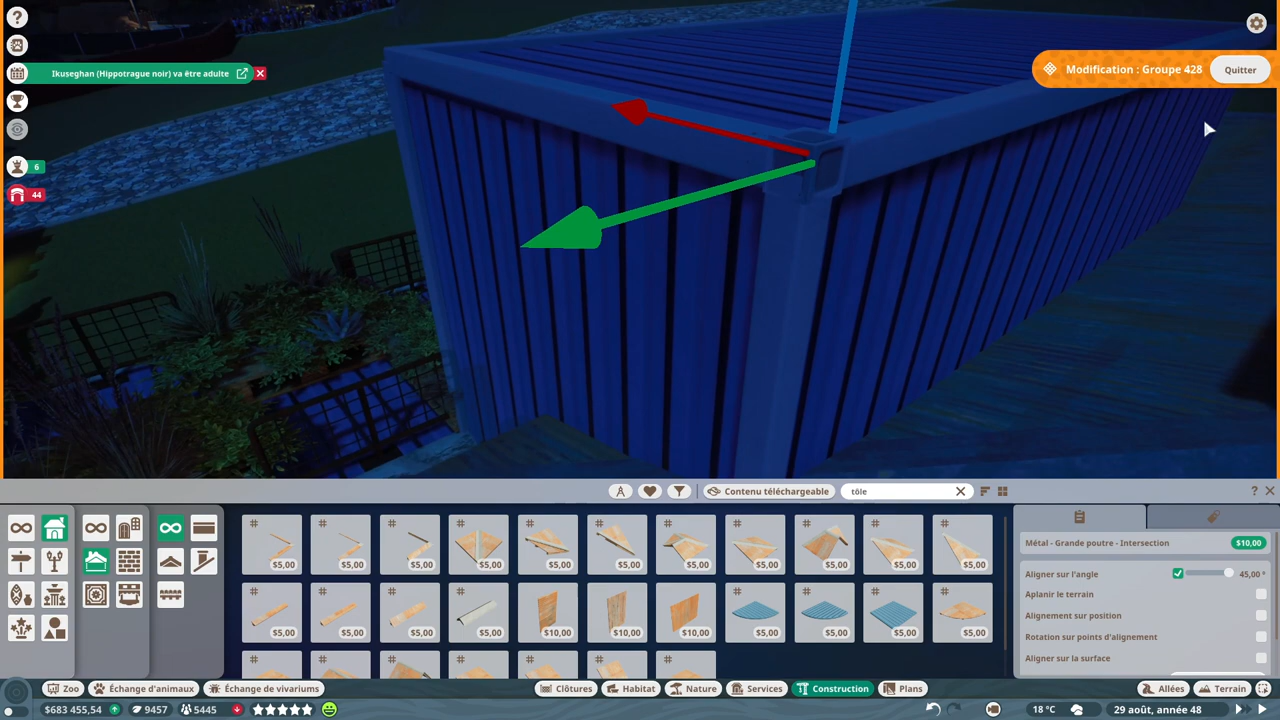 Ikuseghan (Hippotrague noir) va être adulte
6
44
Modification : Groupe 428
Quitter
Contenu téléchargeable
tôle
?
$5,00 $5,00 $5,00 $5,00 $5,00 $5,00 $5,00 $5,00 $5,00 $5,00 $5,00
$5,00 $5,00 $5,00 $5,00 $10,00 $10,00 $10,00 $5,00 $5,00 $5,00 $5,00
Métal - Grande poutre - Intersection $10,00
Aligner sur l'angle 45,00 °
Aplanir le terrain
Alignement sur position
Rotation sur points d'alignement
Aligner sur la surface
Zoo Échange d'animaux Échange de vivariums Clôtures Habitat Nature Services Construction Plans Allées Terrain
$683 455,54 9457 5445 18 °C 29 août, année 48